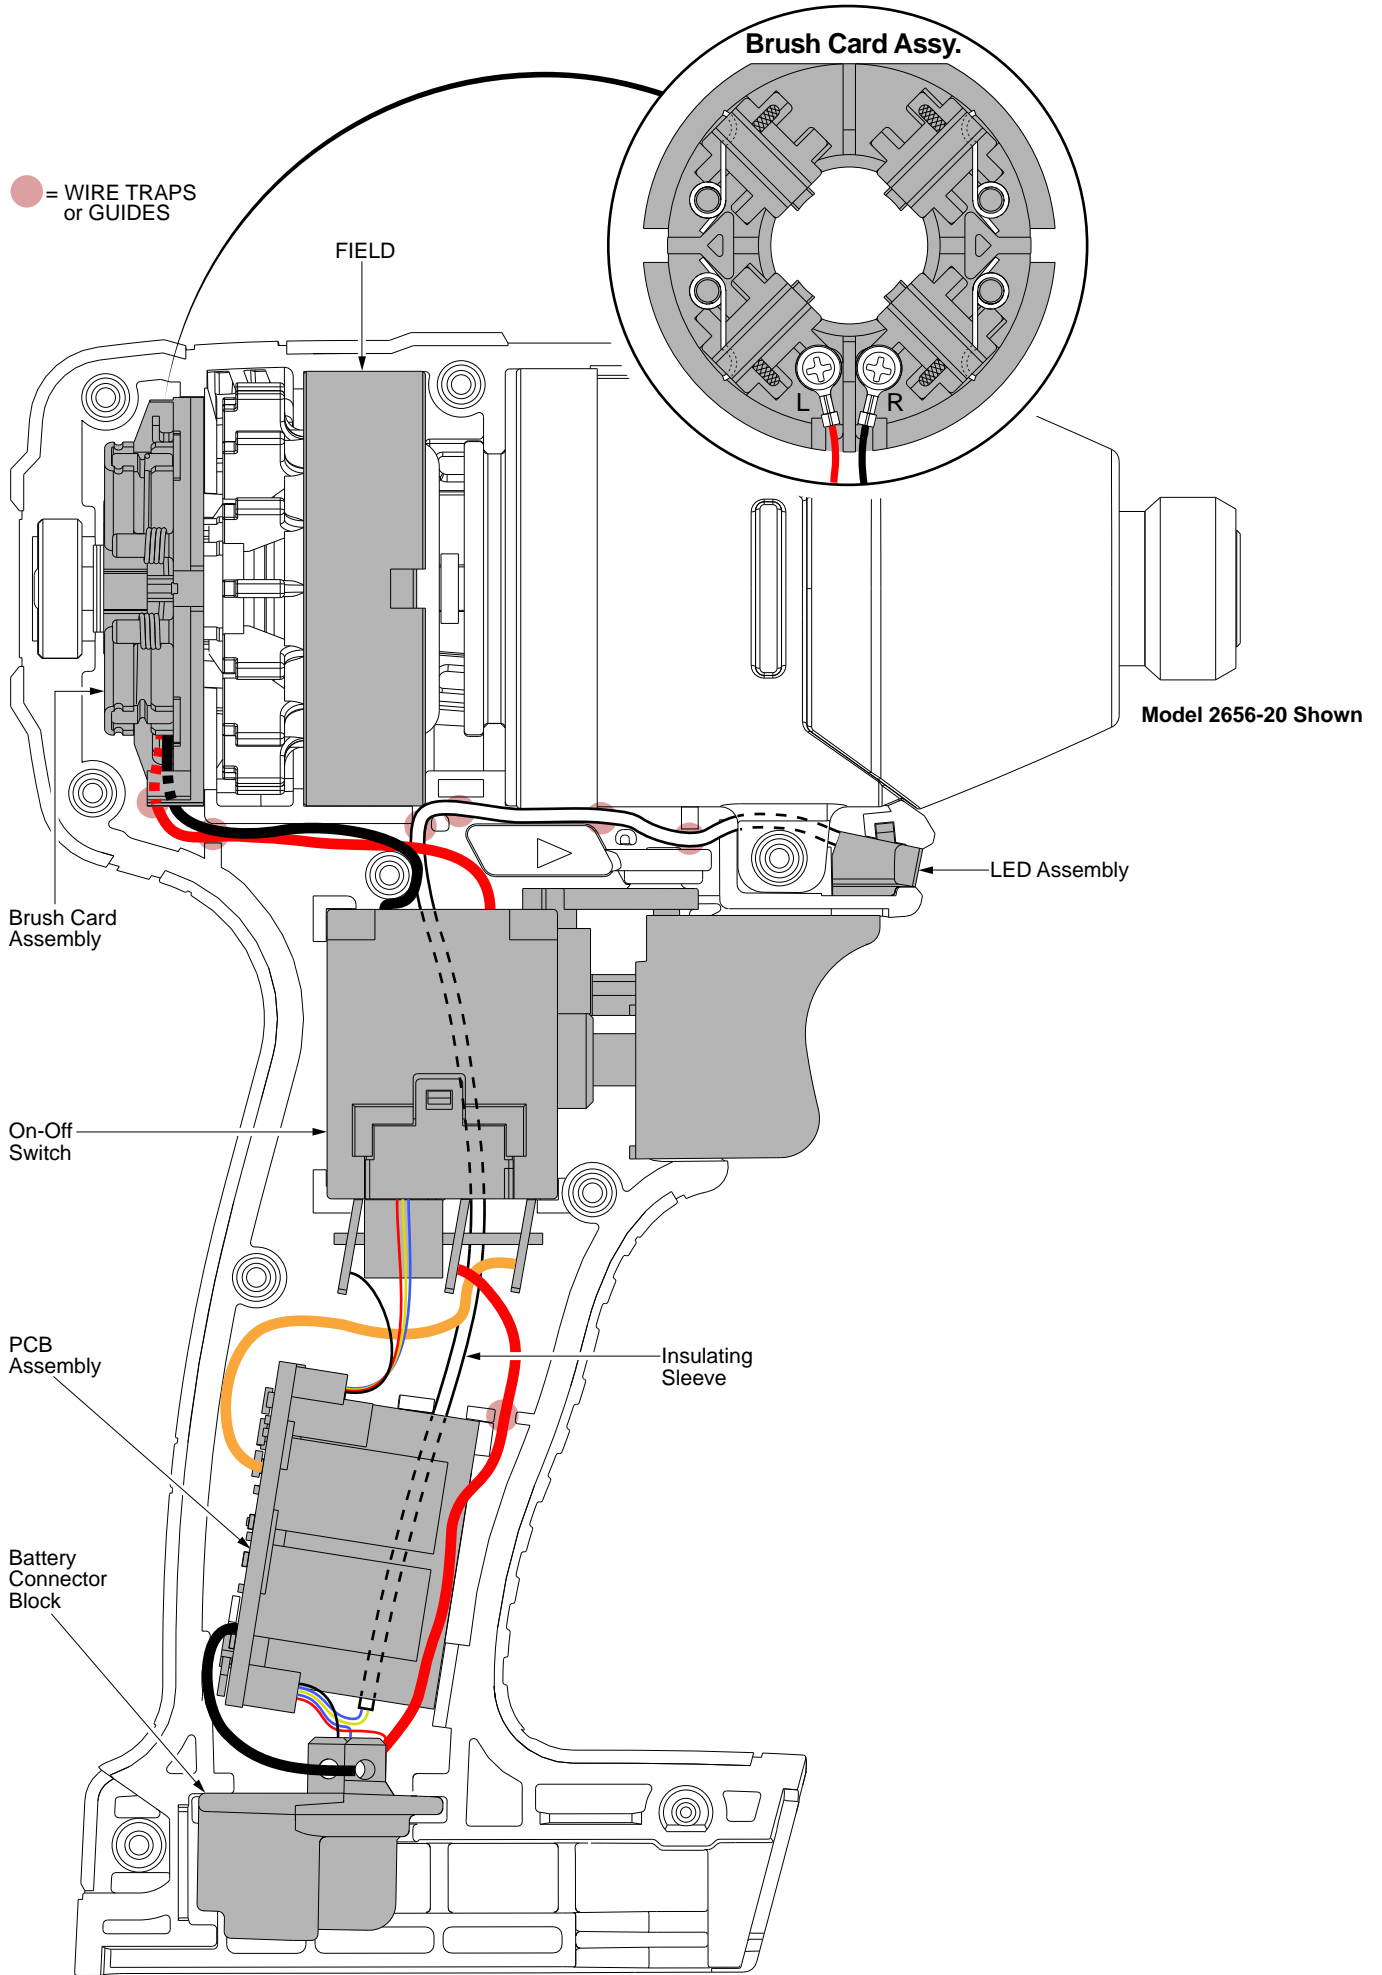 Brush Card Assy.
= WIRE TRAPS
or GUIDES
FIELD
L
R
Model 2656-20 Shown
LED Assembly
Brush Card
Assembly
On-Off
Switch
PCB
Assembly
Insulating
Sleeve
Battery
Connector
Block